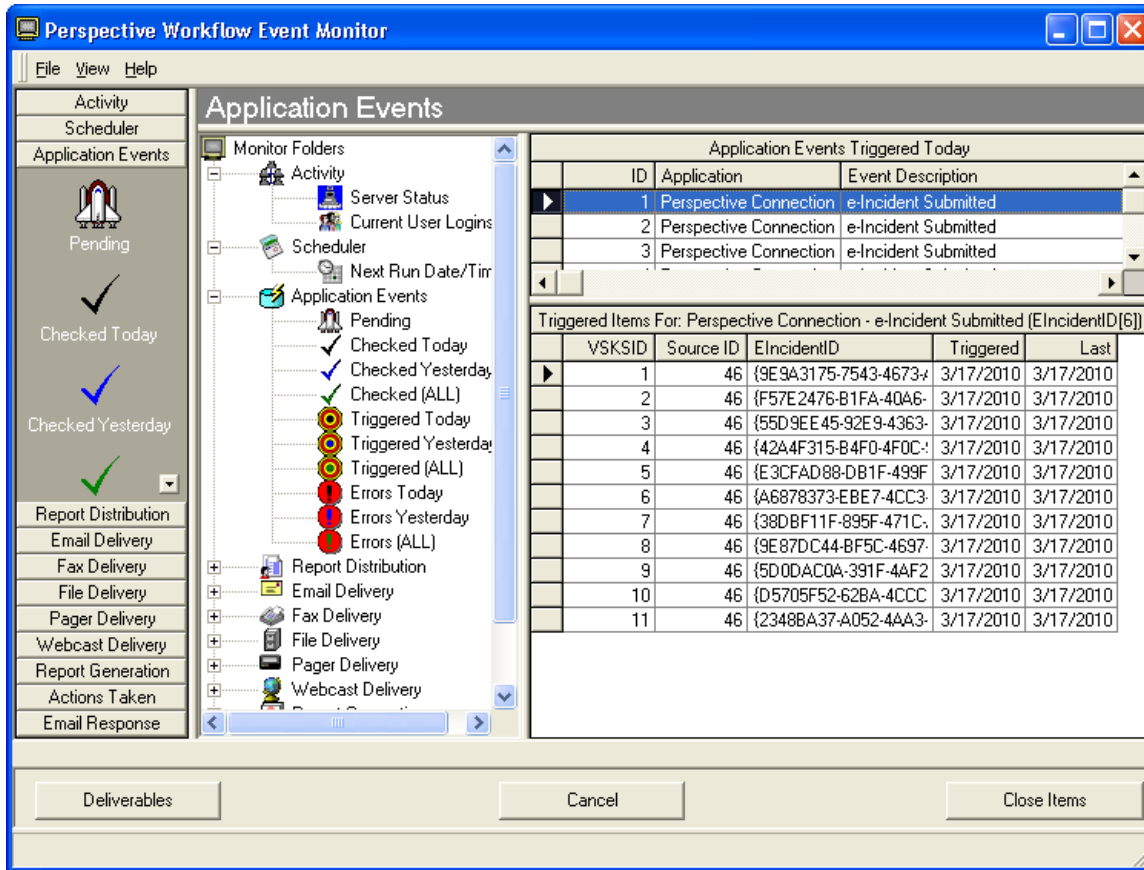 Perspective Workflow Event Monitor
File View Help
Activity
Scheduler
Application Events
Pending
Checked Today
Checked Yesterday
Report Distribution
Email Delivery
Fax Delivery
File Delivery
Pager Delivery
Webcast Delivery
Report Generation
Actions Taken
Email Response
Application Events
Monitor Folders
Activity
Server Status
Current User Logins
Scheduler
Next Run Date/Tim
Application Events
Pending
Checked Today
Checked Yesterday
Checked (ALL)
Triggered Today
Triggered Yesterday
Triggered (ALL)
Errors Today
Errors Yesterday
Errors (ALL)
Report Distribution
Email Delivery
Fax Delivery
File Delivery
Pager Delivery
Webcast Delivery
Application Events Triggered Today
ID Application Event Description
1 Perspective Connection e-Incident Submitted
2 Perspective Connection e-Incident Submitted
3 Perspective Connection e-Incident Submitted
Triggered Items For: Perspective Connection - e-Incident Submitted (EIncidentID[6])
VSKSID Source ID EIncidentID Triggered Last
1 46 {9E9A3175-7543-4673-A 3/17/2010 3/17/2010
2 46 {F57E2476-B1FA-40A6- 3/17/2010 3/17/2010
3 46 {55D9EE45-92E9-4363- 3/17/2010 3/17/2010
4 46 {42A4F315-B4F0-4F0C- 3/17/2010 3/17/2010
5 46 {E3CFAD88-DB1F-499F 3/17/2010 3/17/2010
6 46 {A6878373-EBE7-4CC3- 3/17/2010 3/17/2010
7 46 {38DBF11F-895F-471C- 3/17/2010 3/17/2010
8 46 {9E87DC44-BF5C-4697- 3/17/2010 3/17/2010
9 46 {5D0DAC0A-391F-4AF2 3/17/2010 3/17/2010
10 46 {D5705F52-62BA-4CCC 3/17/2010 3/17/2010
11 46 {2348BA37-A052-4AA3- 3/17/2010 3/17/2010
Deliverables Cancel Close Items